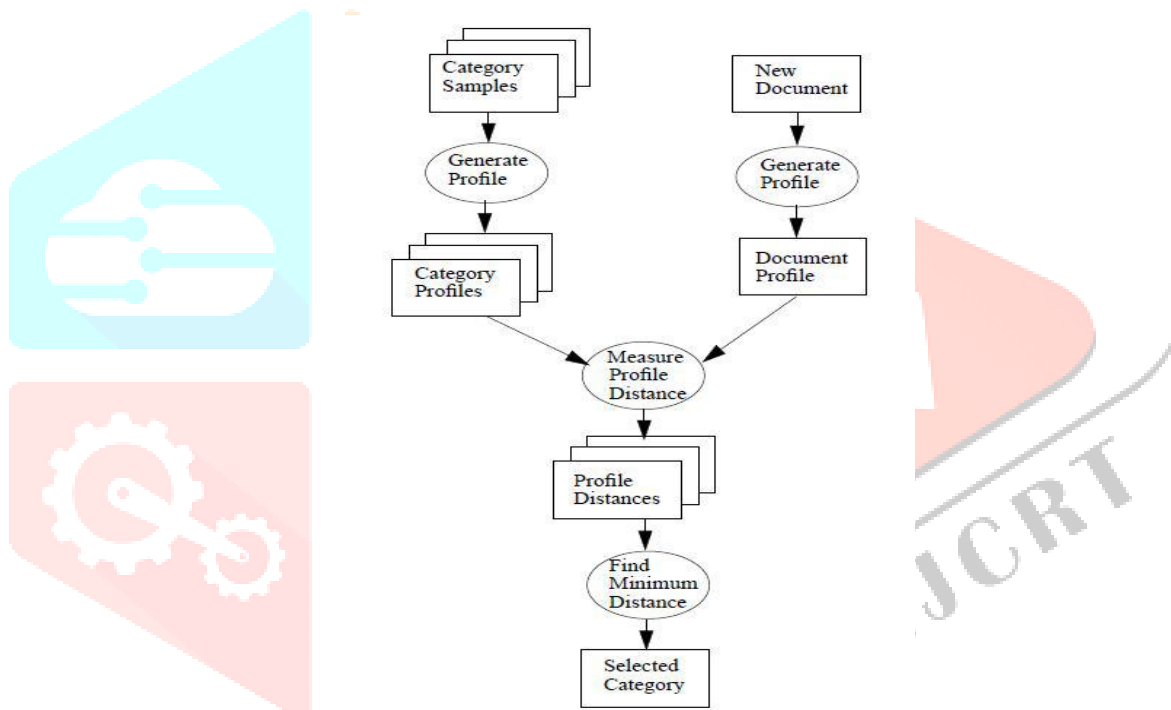 Category
Samples
New
Document
Generate
Profile
Generate
Profile
Category
Profiles
Document
Profile
Measure
Profile
Distance
Profile
Distances
Find
Minimum
Distance
Selected
Category
JCRT